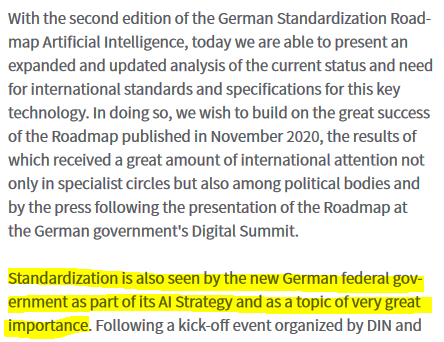 With the second edition of the German Standardization Road-
map Artificial Intelligence, today we are able to present an
expanded and updated analysis of the current status and need
for international standards and specifications for this key
technology. In doing so, we wish to build on the great success
of the Roadmap published in November 2020, the results of
which received a great amount of international attention not
only in specialist circles but also among political bodies and
by the press following the presentation of the Roadmap at
the German government's Digital Summit.
Standardization is also seen by the new German federal gov-
ernment as part of its AI Strategy and as a topic of very great
importance. Following a kick-off event organized by DIN and